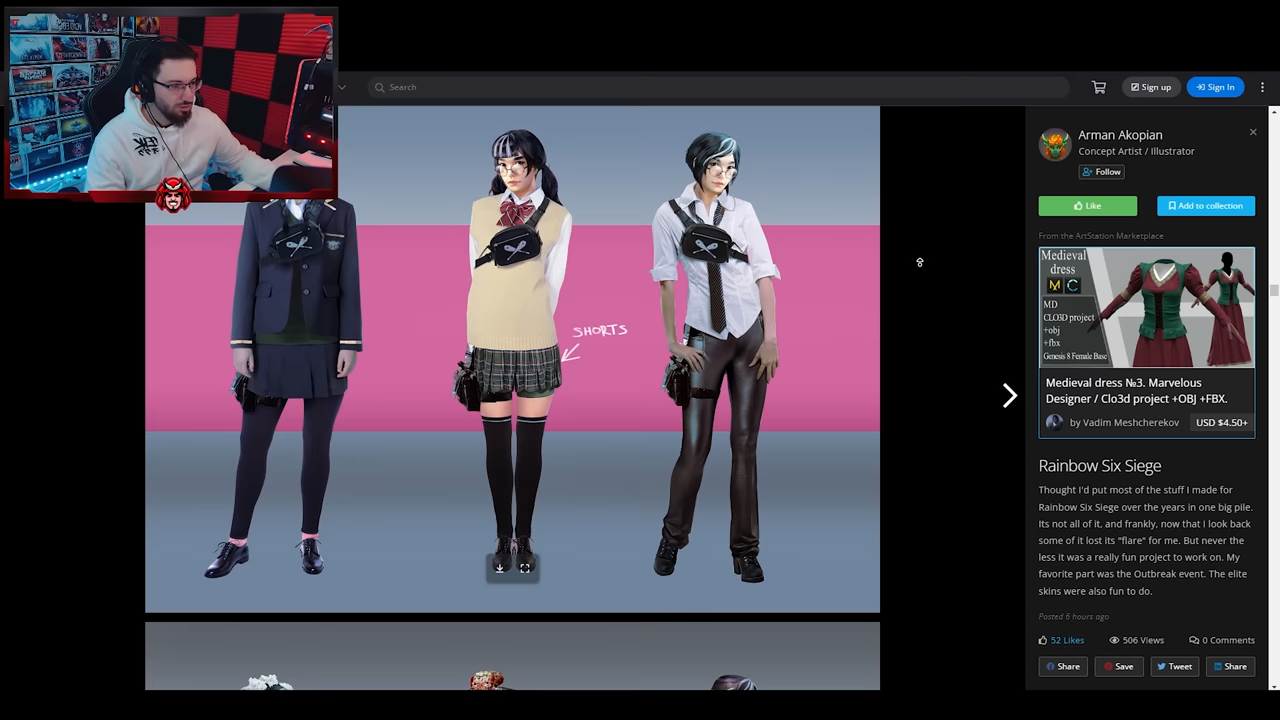 Search
Sign up
Sign In
Arman Akopian
Concept Artist / Illustrator
Follow
Like
Add to collection
From the ArtStation Marketplace
Medieval
dress
M C
MD
CLO3D project
+obj
+fbx
Genesis 8 Female Base
Medieval dress №3. Marvelous
Designer / Clo3d project +OBJ +FBX.
by Vadim Meshcherekov
USD $4.50+
SHORTS
Rainbow Six Siege
Thought I'd put most of the stuff I made for
Rainbow Six Siege over the years in one big pile.
Its not all of it, and frankly, now that I look back
some of it lost its "flare" for me. But never the
less it was a really fun project to work on. My
favorite part was the Outbreak event. The elite
skins were also fun to do.
Posted 6 hours ago
52 Likes
506 Views
0 Comments
Share
Save
Tweet
Share